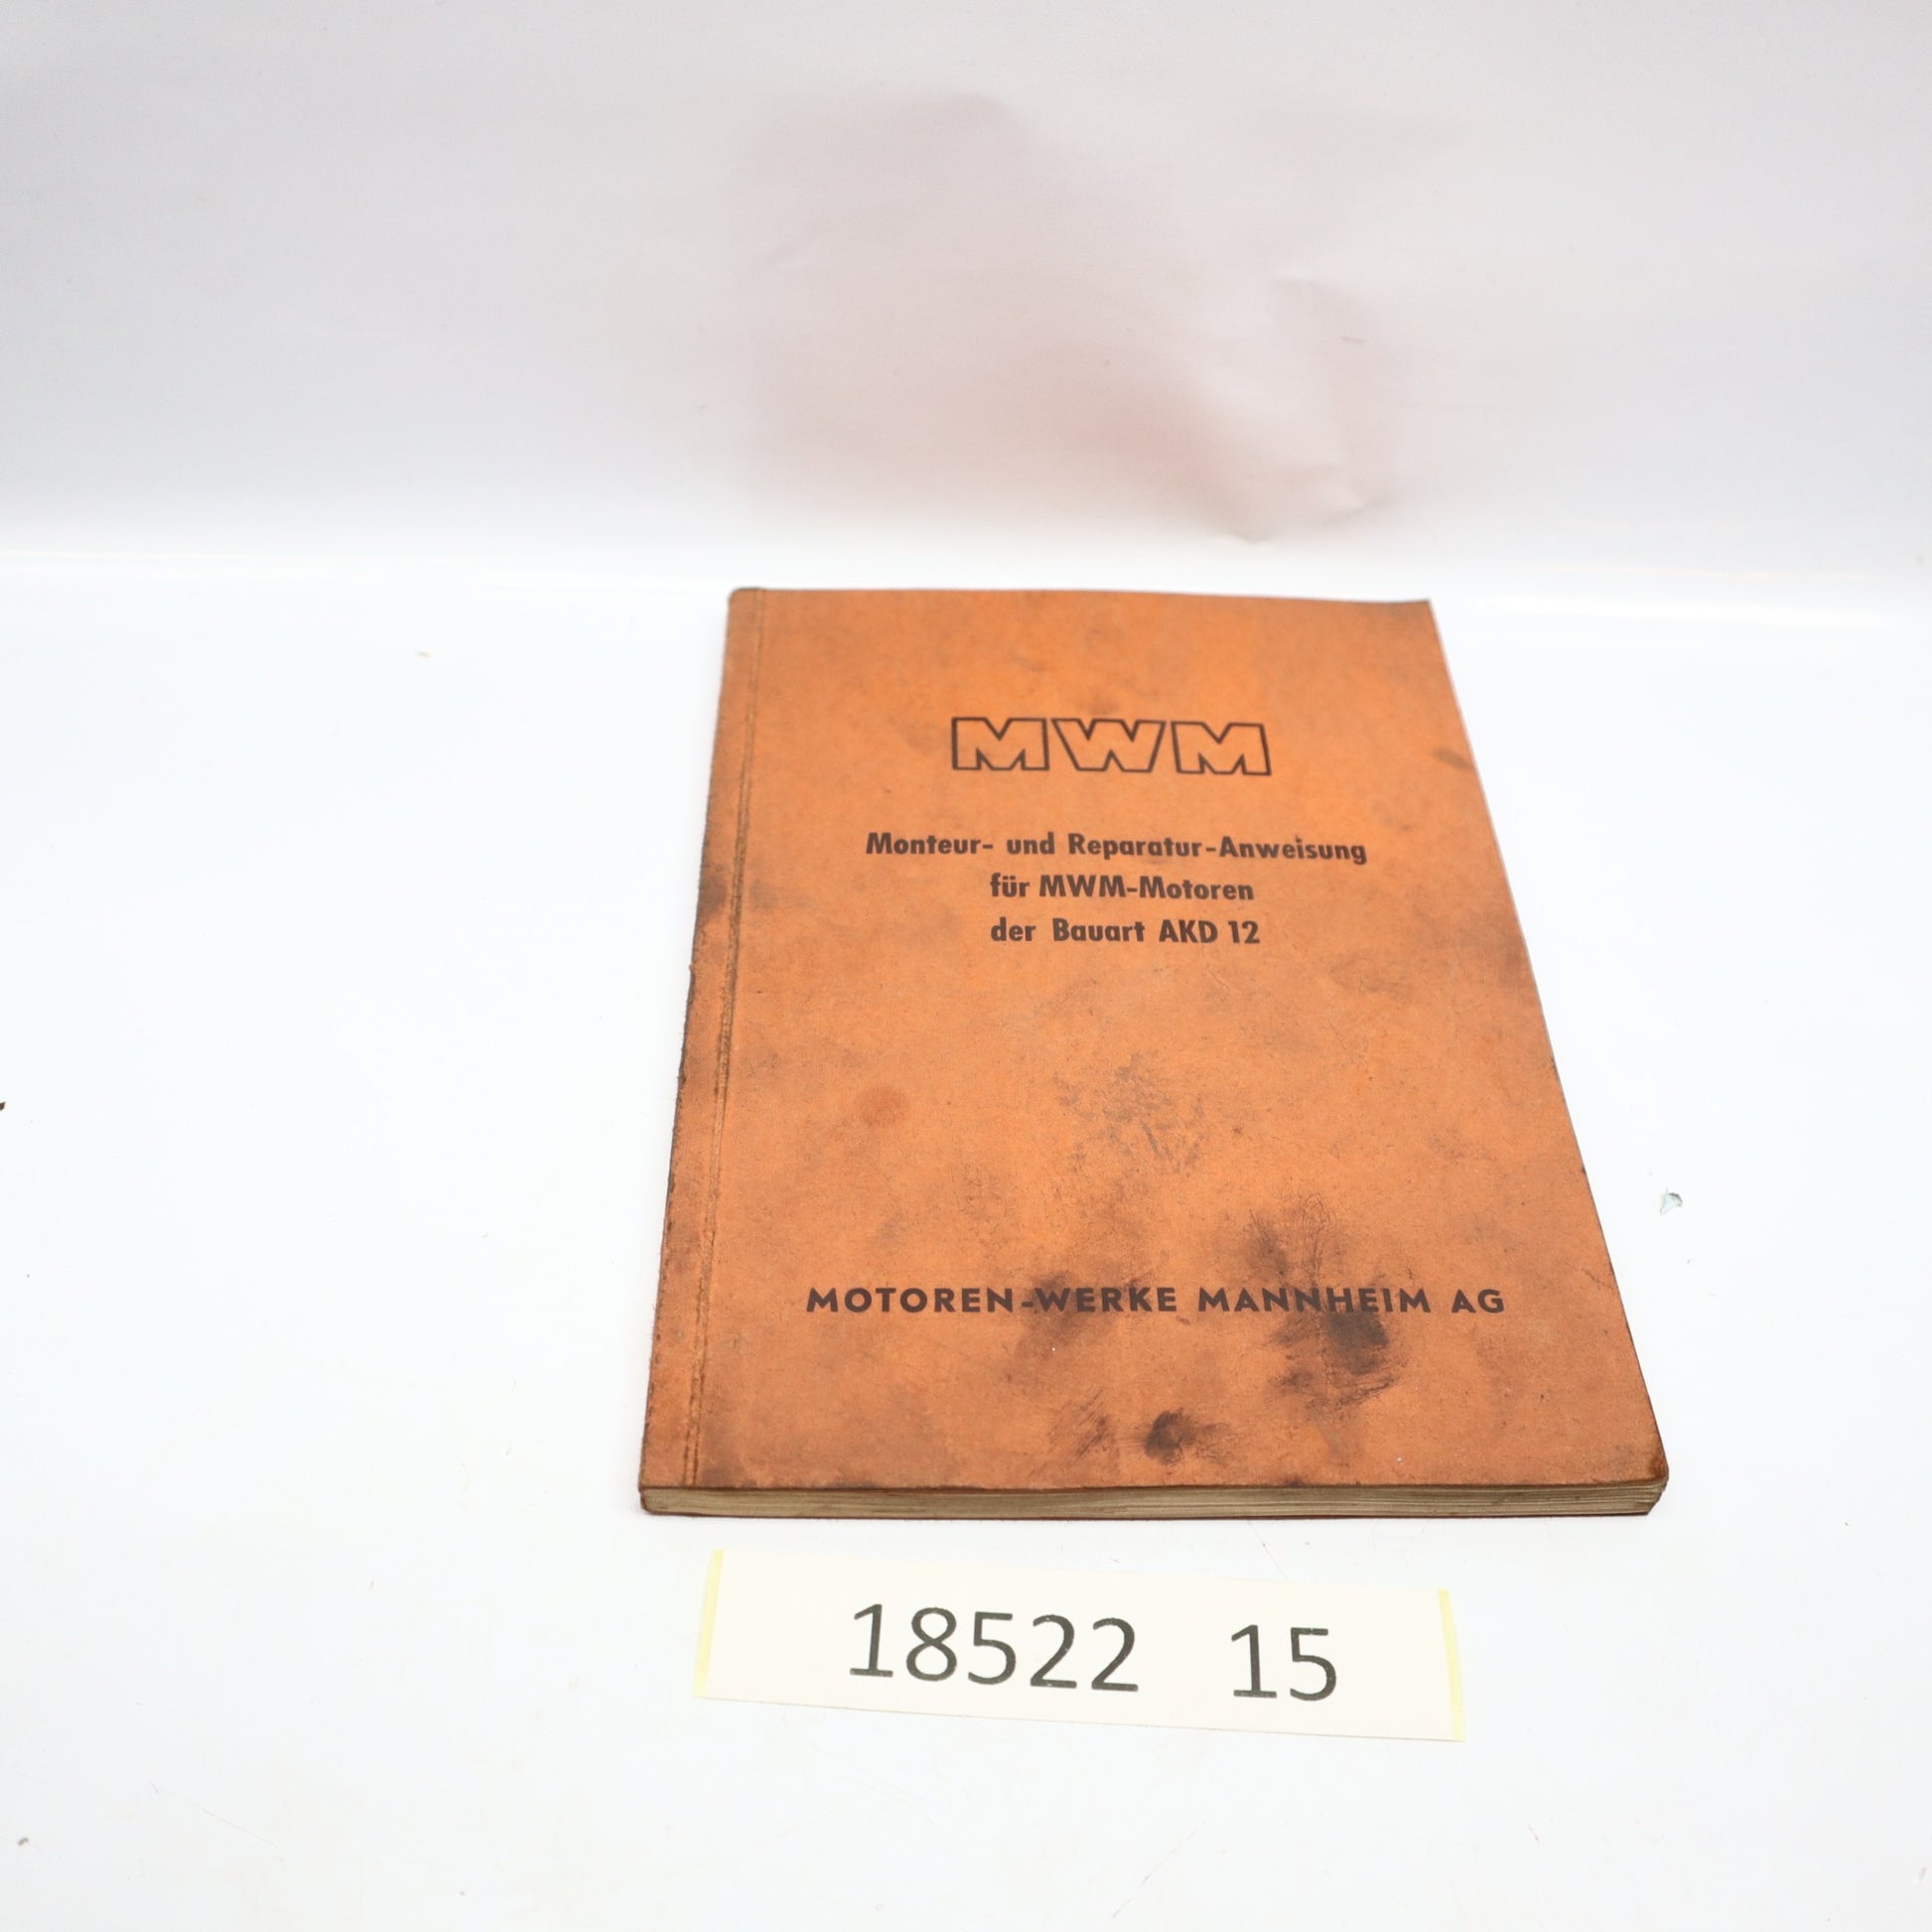 MWM
Monteur- und Reparatur-Anweisung
für MWM-Motoren
der Bauart AKD 12
MOTOREN-WERKE MANNHEIM AG
18522 15